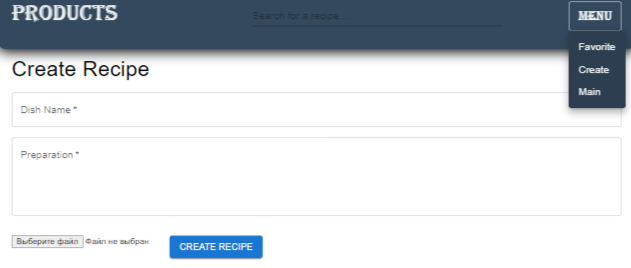 PRODUCTS
Search for a recipe...
MENU
Favorite
Create
Main
Create Recipe
Dish Name *
Preparation *
Выберите файл Файл не выбран
CREATE RECIPE